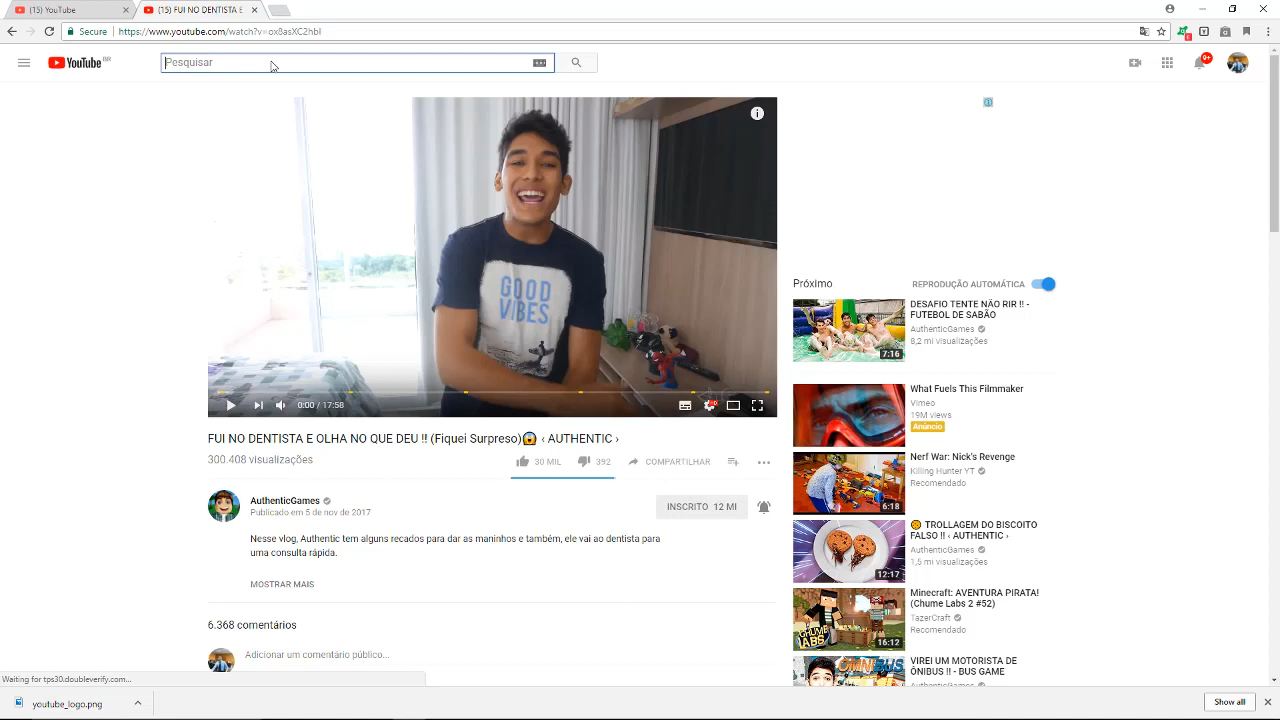 (15) YouTube
(15) FUI NO DENTISTA E
Secure
https://www.youtube.com/watch?v=ox8asXC2hbI
YouTube BR
Pesquisar
9+
GOOD
VIBES
0:00 / 17:58
HD
FUI NO DENTISTA E OLHA NO QUE DEU !! (Fiquei Surpreso)😱 ‹ AUTHENTIC ›
300.408 visualizações
30 MIL
392
COMPARTILHAR
AuthenticGames
Publicado em 5 de nov de 2017
INSCRITO 12 MI
Nesse vlog, Authentic tem alguns recados para dar as maninhos e também, ele vai ao dentista para
uma consulta rápida.
MOSTRAR MAIS
6.368 comentários
Adicionar um comentário público...
Próximo
REPRODUÇÃO AUTOMÁTICA
7:16
DESAFIO TENTE NÃO RIR !! -
FUTEBOL DE SABÃO
AuthenticGames
8,2 mi visualizações
What Fuels This Filmmaker
Vimeo
19M views
Anúncio
6:18
Nerf War: Nick's Revenge
Killing Hunter YT
Recomendado
12:17
TROLLAGEM DO BISCOITO
FALSO !! ‹ AUTHENTIC ›
AuthenticGames
1,5 mi visualizações
CHUME
LABS
16:12
Minecraft: AVENTURA PIRATA!
(Chume Labs 2 #52)
TazerCraft
Recomendado
OMNIBUS
VIREI UM MOTORISTA DE
ÔNIBUS !! - BUS GAME
AuthenticGames
Waiting for tps30.doubleverify.com...
youtube_logo.png
Show all